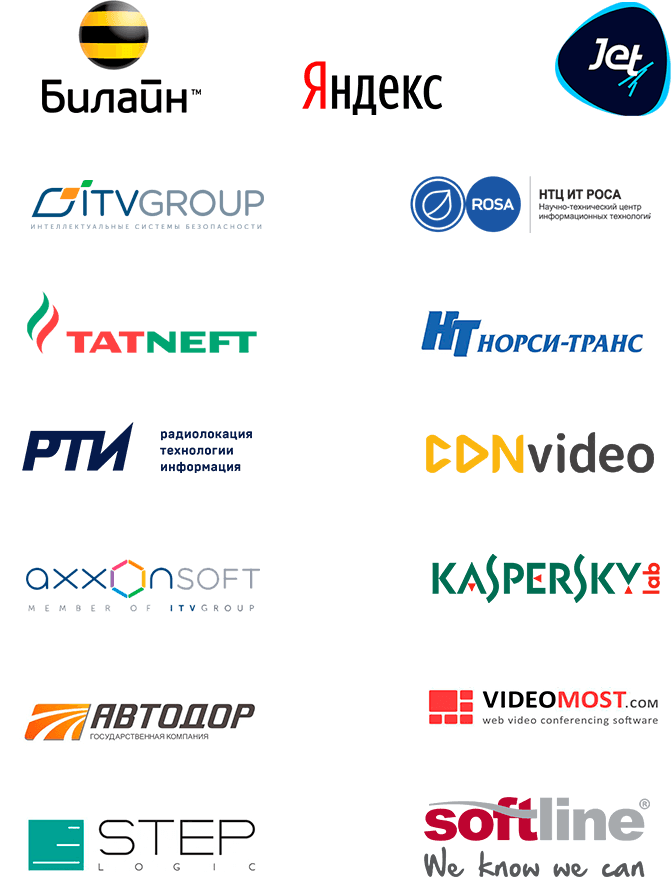 Билайн™
Яндекс
Jet
iTVGROUP
ИНТЕЛЛЕКТУАЛЬНЫЕ СИСТЕМЫ БЕЗОПАСНОСТИ
ROSA
НТЦ ИТ РОСА
Научно-технический центр
информационных технологий
TATNEFT
НТ НОРСИ-ТРАНС
РТИ
радиолокация
технологии
информация
CDNvideo
axxonsoft
MEMBER OF ITVGROUP
KASPERSKY lab
АВТОДОР
ГОСУДАРСТВЕННАЯ КОМПАНИЯ
VIDEOMOST.COM
web video conferencing software
STEP
LOGIC
softline®
We know we can